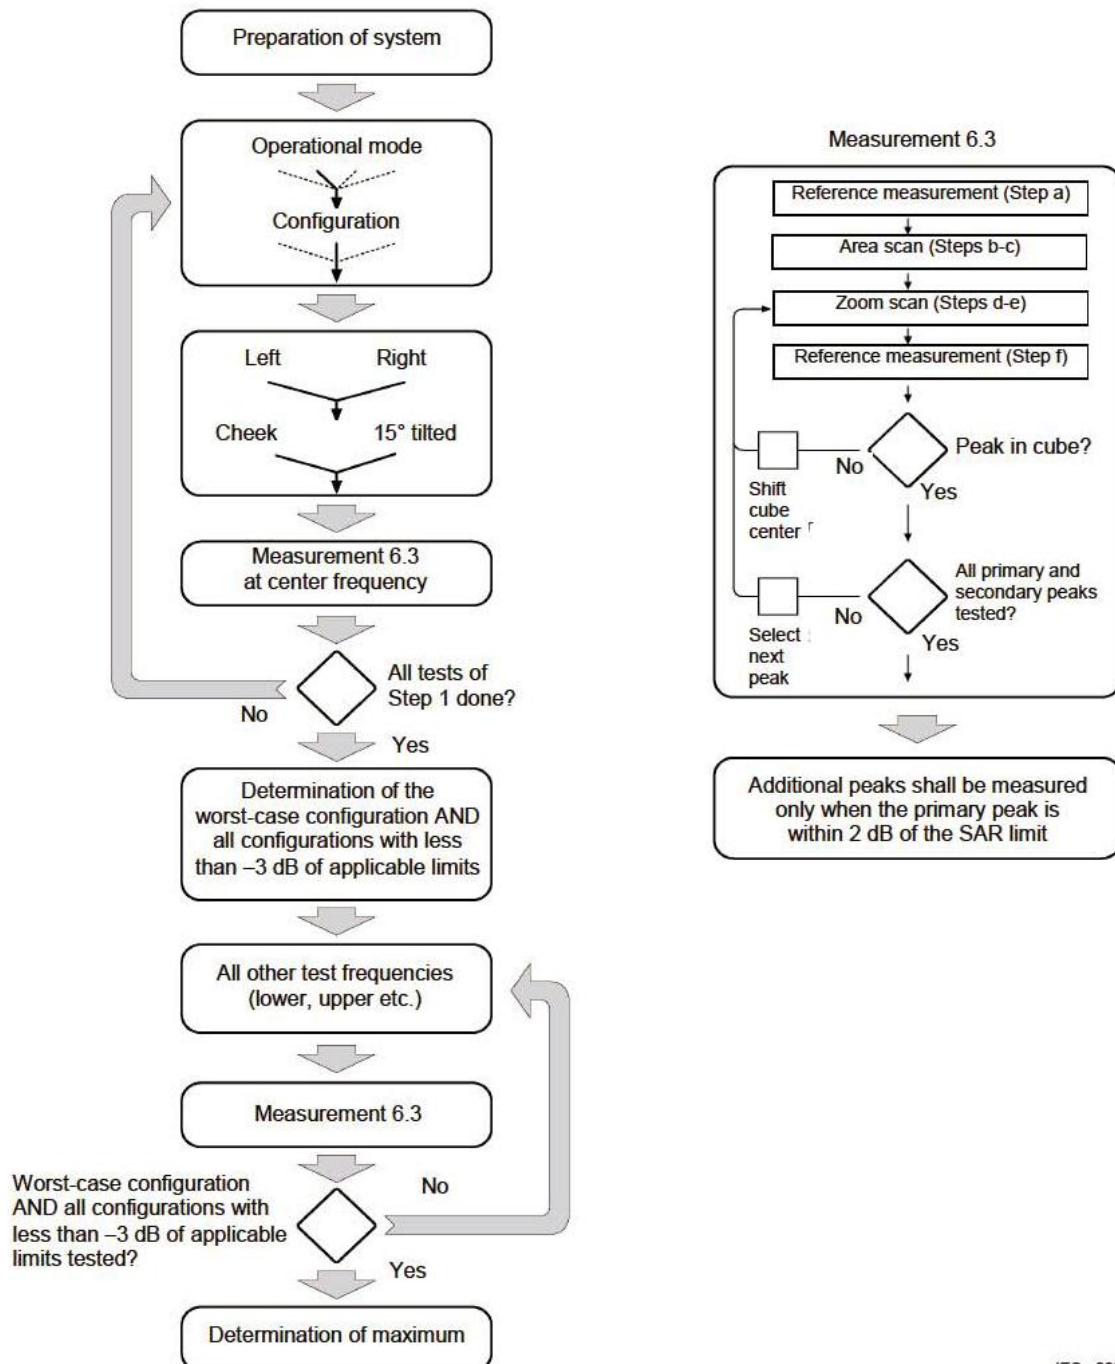 Preparation of system
Operational mode
Configuration
Left
Right
Cheek
15° tilted
Measurement 6.3
at center frequency
All tests of
Step 1 done?
No
Yes
Determination of the
worst-case configuration AND
all configurations with less
than –3 dB of applicable limits
All other test frequencies
(lower, upper etc.)
Measurement 6.3
Worst-case configuration
AND all configurations with
less than –3 dB of applicable
limits tested?
No
Yes
Determination of maximum
Measurement 6.3
Reference measurement (Step a)
Area scan (Steps b-c)
Zoom scan (Steps d-e)
Reference measurement (Step f)
Peak in cube?
No
Yes
Shift
cube
center
All primary and
secondary peaks
tested?
No
Yes
Select
next
peak
Additional peaks shall be measured
only when the primary peak is
within 2 dB of the SAR limit